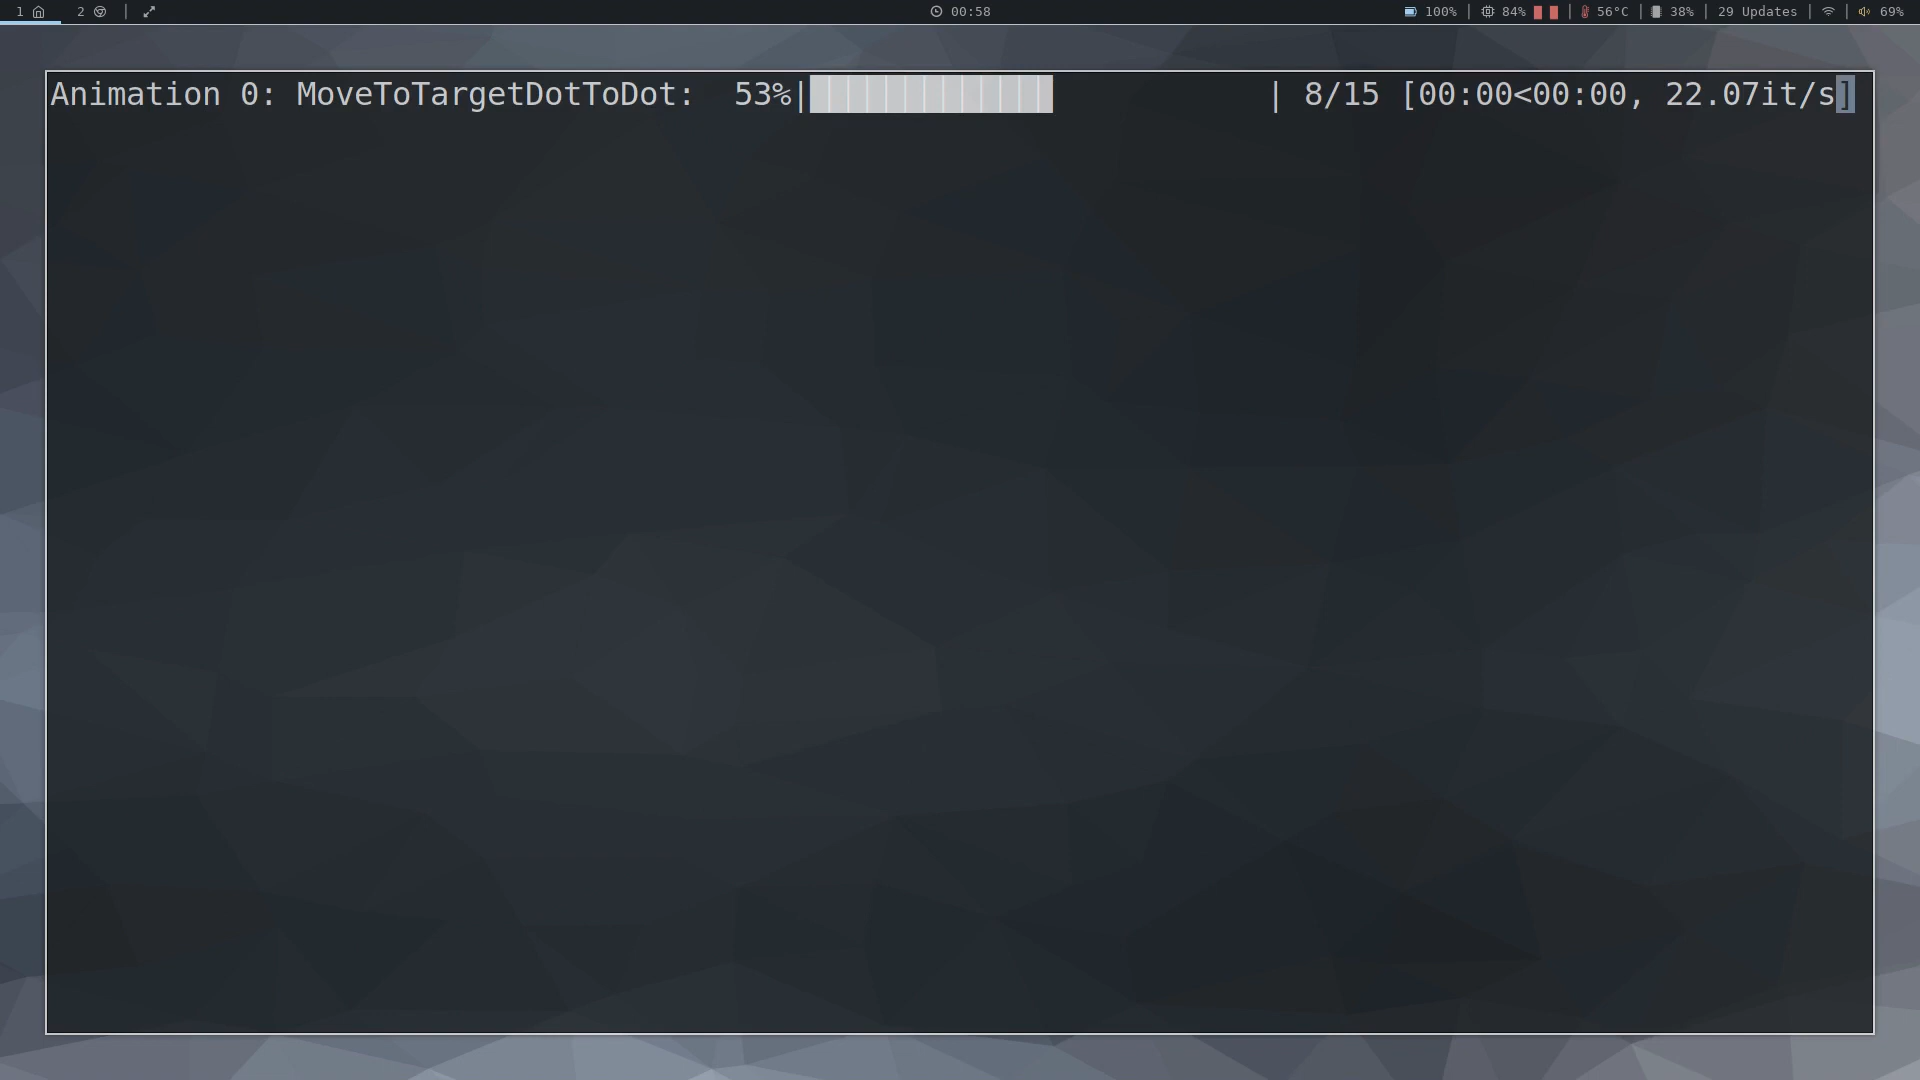 1 2 | 00:58 100% | 84% | 56°C | 38% | 29 Updates | | 69%
Animation 0: MoveToTargetDotToDot: 53%|█████████████ | 8/15 [00:00<00:00, 22.07it/s]